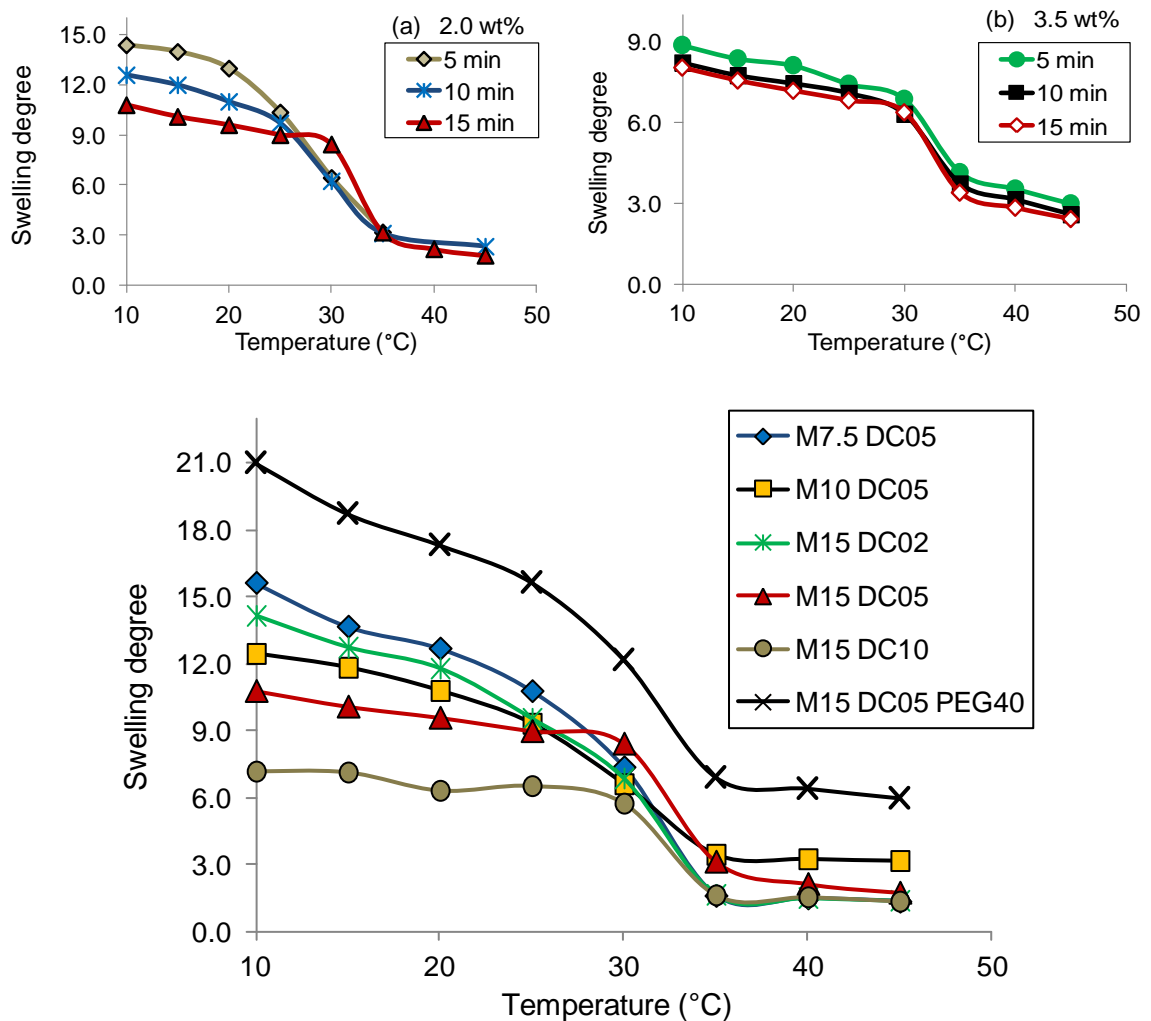 (a) 2.0 wt%
15.0
12.0
9.0
6.0
3.0
0.0
Swelling degree
5 min
10 min
15 min
10 20 30 40 50
Temperature (°C)
(b) 3.5 wt%
9.0
6.0
3.0
0.0
Swelling degree
5 min
10 min
15 min
10 20 30 40 50
Temperature (°C)
21.0
18.0
15.0
12.0
9.0
6.0
3.0
0.0
Swelling degree
M7.5 DC05
M10 DC05
M15 DC02
M15 DC05
M15 DC10
M15 DC05 PEG40
10 20 30 40 50
Temperature (°C)